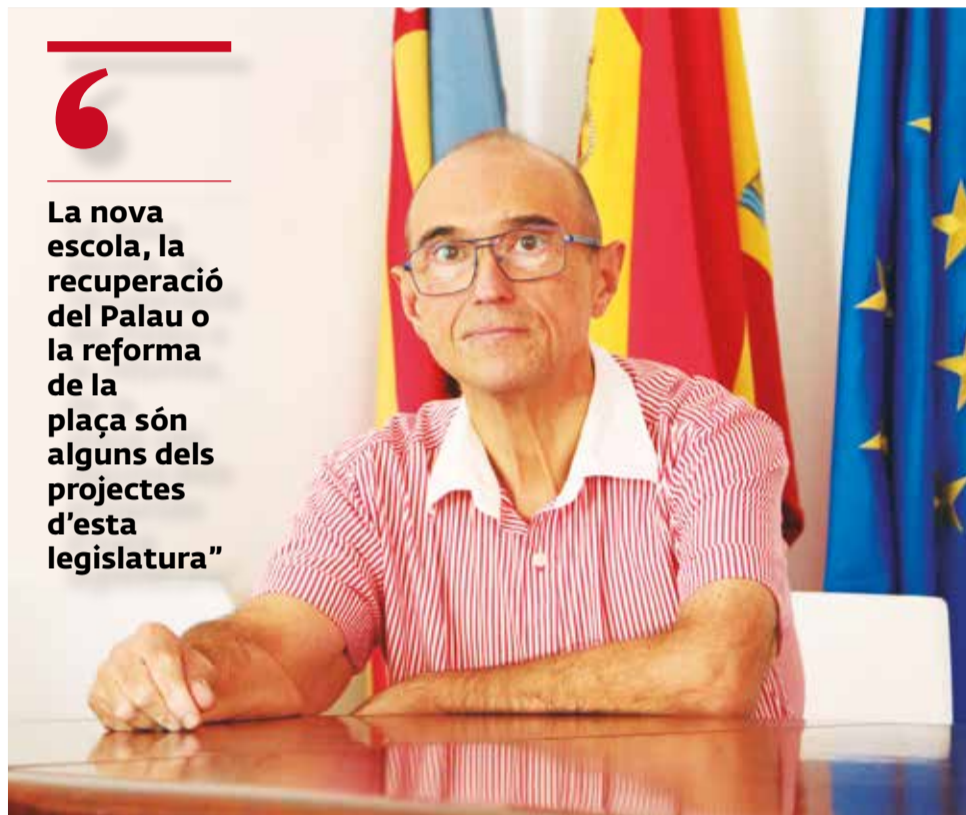 La nova
escola, la
recuperació
del Palau o
la reforma
de la
plaça són
alguns dels
projectes
d’esta
legislatura”